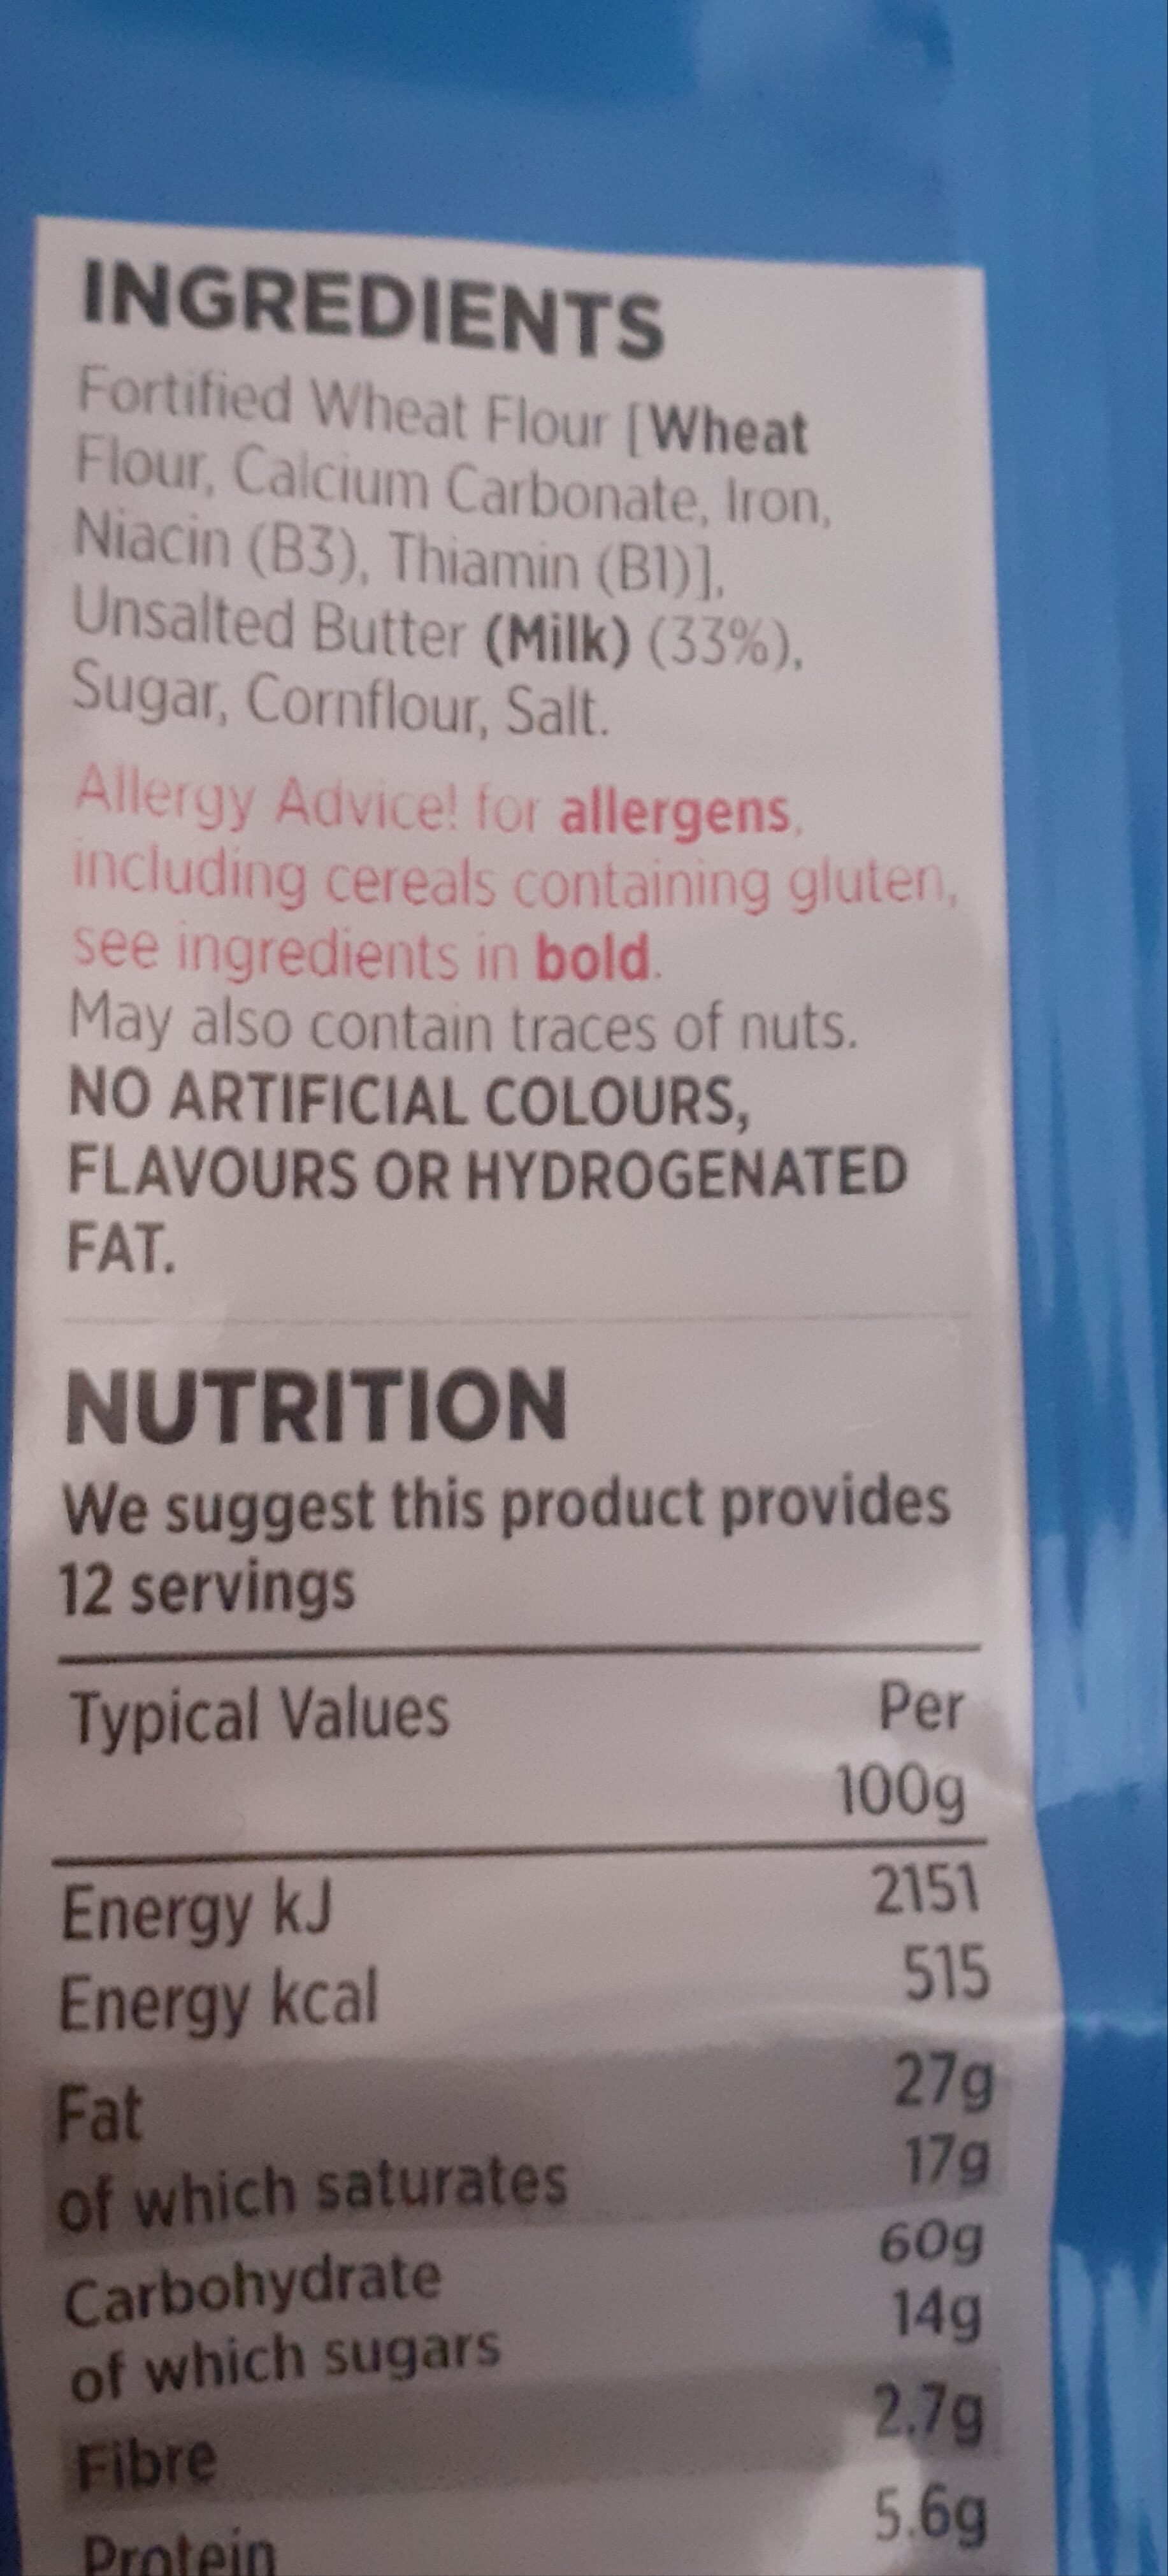 INGREDIENTS
Fortified Wheat Flour [Wheat
Flour, Calcium Carbonate, Iron,
Niacin (B3), Thiamin (B1)],
Unsalted Butter (Milk) (33%),
Sugar, Cornflour, Salt.
Allergy Advice! for allergens,
including cereals containing gluten,
see ingredients in bold.
May also contain traces of nuts.
NO ARTIFICIAL COLOURS,
FLAVOURS OR HYDROGENATED
FAT.
NUTRITION
We suggest this product provides
12 servings
Typical Values Per
100g
Energy kJ 2151
Energy kcal 515
Fat 27g
of which saturates 17g
Carbohydrate 60g
of which sugars 14g
Fibre 2.7g
Protein 5.6g